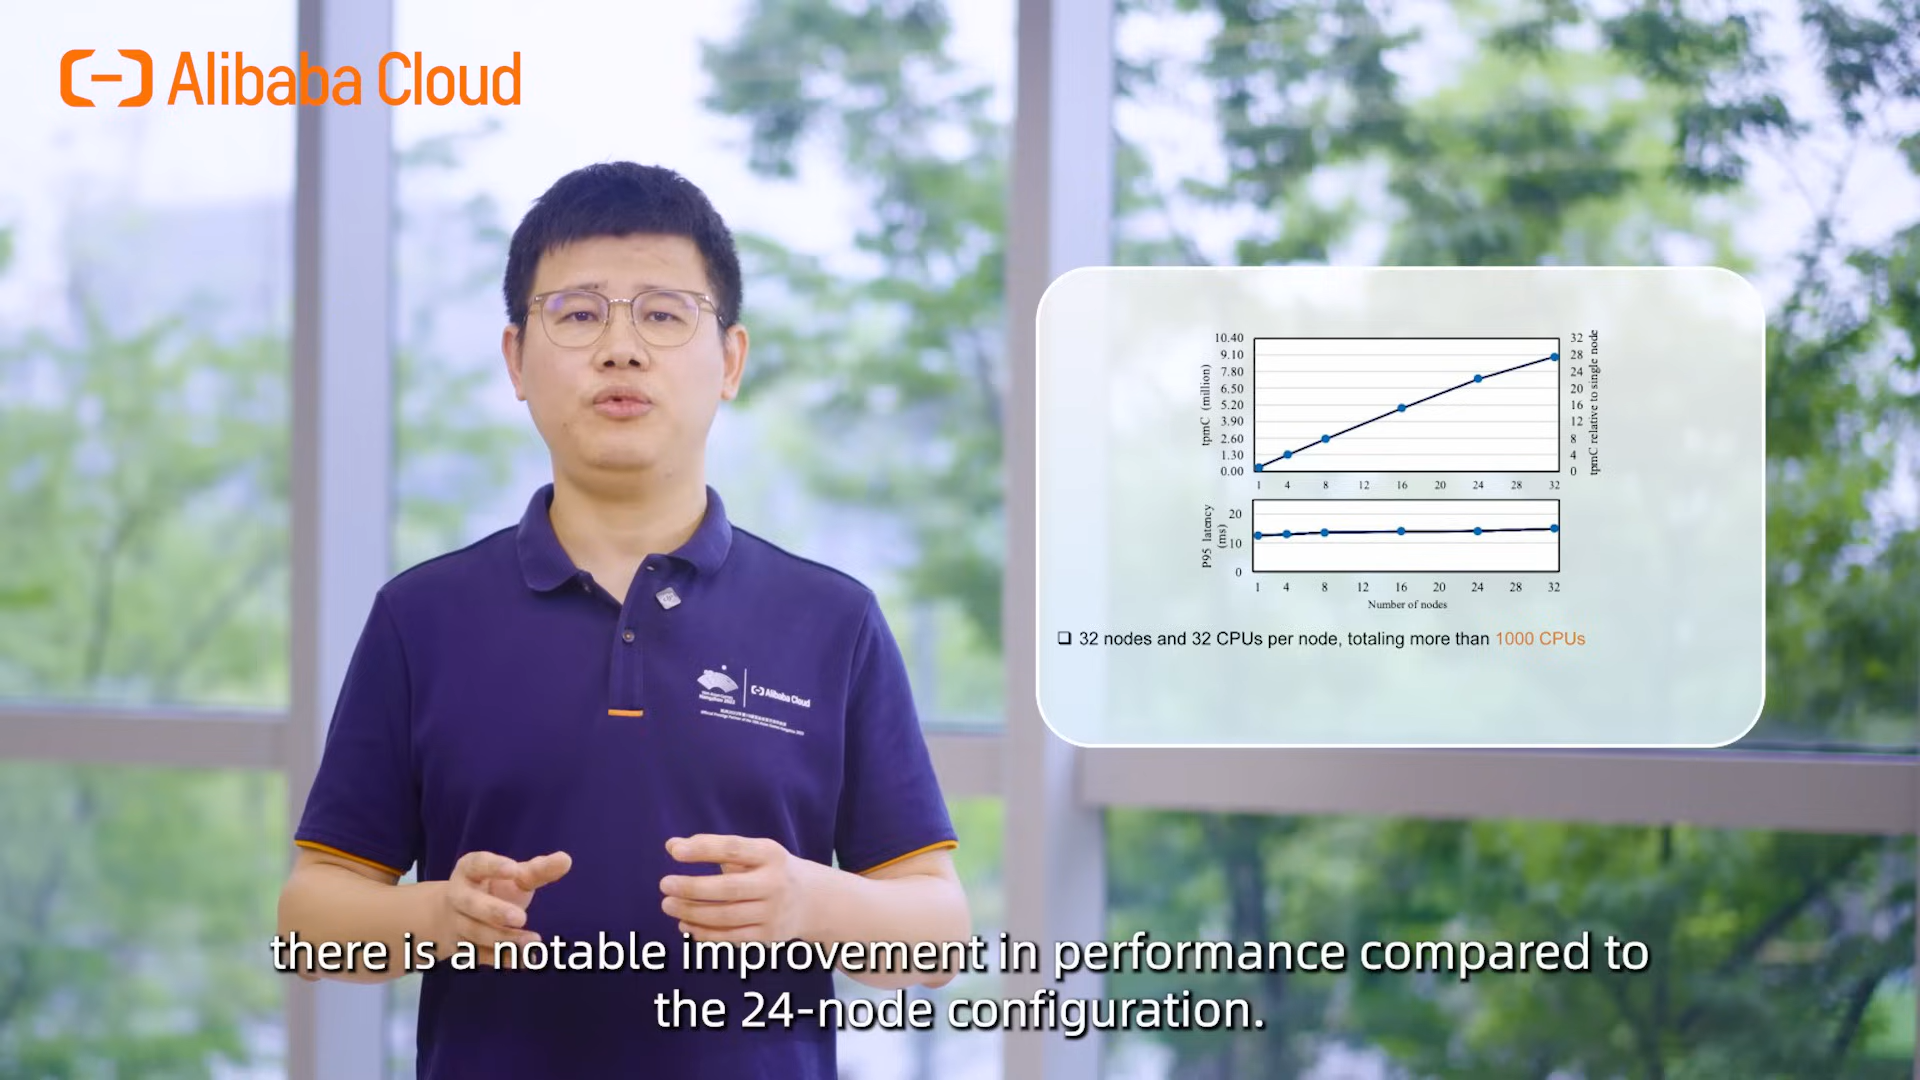 Alibaba Cloud
10.40
9.10
7.80
6.50
5.20
3.90
2.60
1.30
0.00
tpmC (million)
32
28
24
20
16
12
8
4
0
tpmC relative to single node
1 4 8 12 16 20 24 28 32
P95 latency
(ms)
20
10
0
1 4 8 12 16 20 24 28 32
Number of nodes
32 nodes and 32 CPUs per node, totaling more than 1000 CPUs
Hangzhou 2022
Alibaba Cloud
there is a notable improvement in performance compared to
the 24-node configuration.